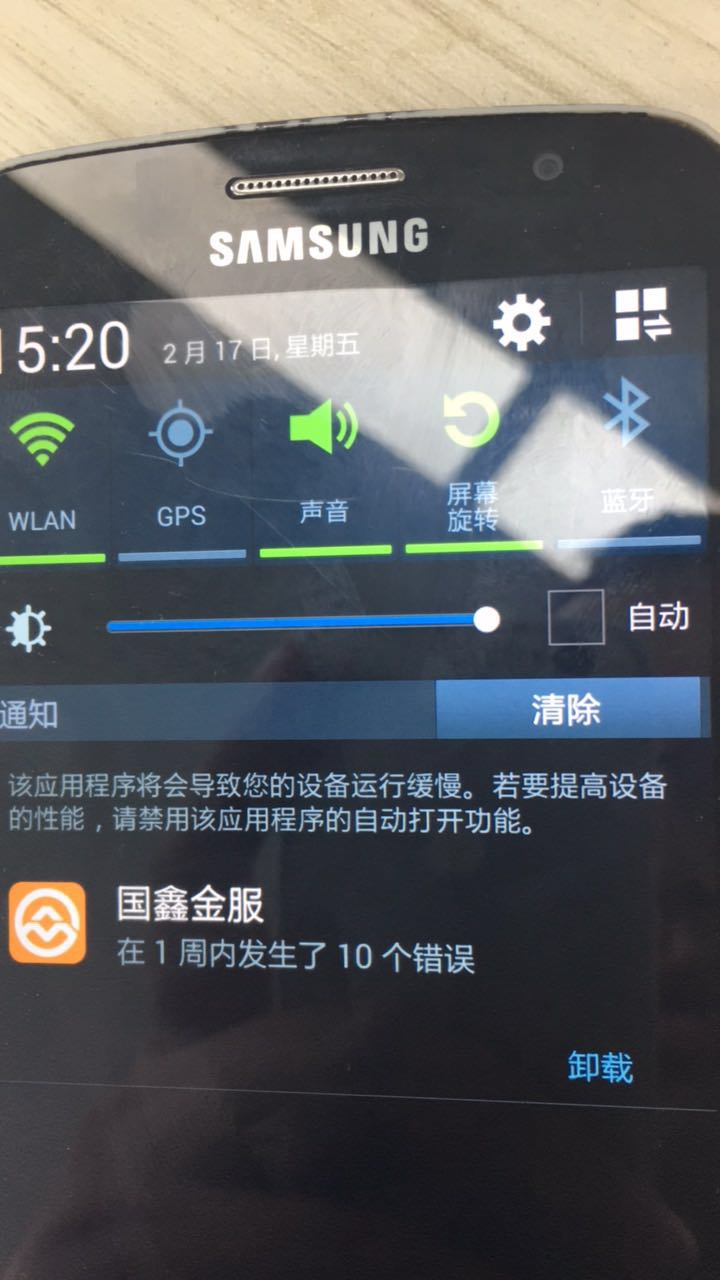 SAMSUNG
15:20 2月17日,星期五
WLAN GPS 声音 屏幕旋转 蓝牙
自动
通知 清除
该应用程序将会导致您的设备运行缓慢。若要提高设备
的性能，请禁用该应用程序的自动打开功能。
国鑫金服
在 1 周内发生了 10 个错误
卸载